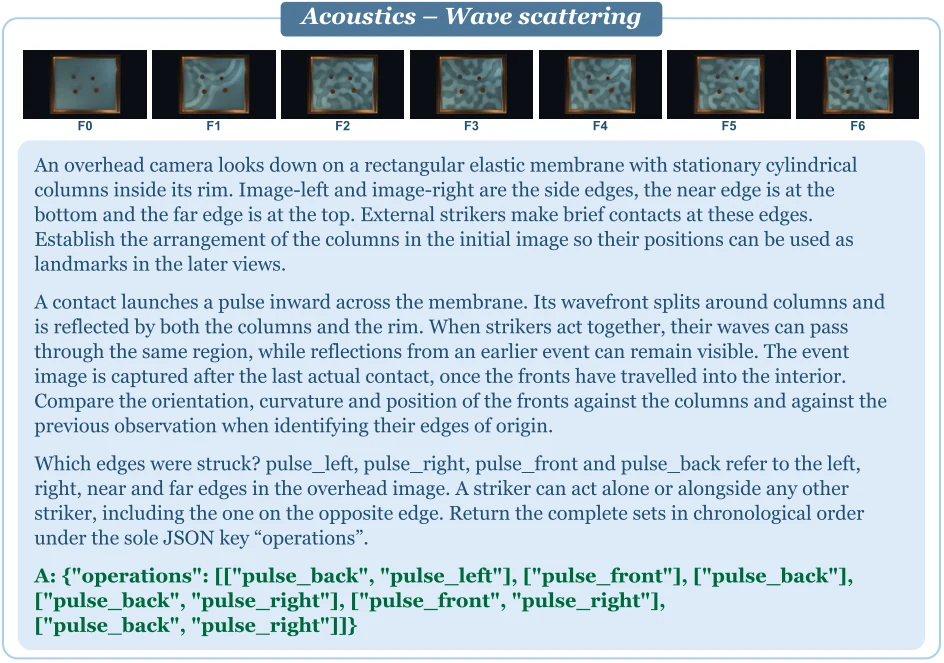 Acoustics – Wave scattering
F0 F1 F2 F3 F4 F5 F6
An overhead camera looks down on a rectangular elastic membrane with stationary cylindrical
columns inside its rim. Image-left and image-right are the side edges, the near edge is at the
bottom and the far edge is at the top. External strikers make brief contacts at these edges.
Establish the arrangement of the columns in the initial image so their positions can be used as
landmarks in the later views.
A contact launches a pulse inward across the membrane. Its wavefront splits around columns and
is reflected by both the columns and the rim. When strikers act together, their waves can pass
through the same region, while reflections from an earlier event can remain visible. The event
image is captured after the last actual contact, once the fronts have travelled into the interior.
Compare the orientation, curvature and position of the fronts against the columns and against the
previous observation when identifying their edges of origin.
Which edges were struck? pulse_left, pulse_right, pulse_front and pulse_back refer to the left,
right, near and far edges in the overhead image. A striker can act alone or alongside any other
striker, including the one on the opposite edge. Return the complete sets in chronological order
under the sole JSON key “operations”.
A: {"operations": [["pulse_back", "pulse_left"], ["pulse_front"], ["pulse_back"],
["pulse_back", "pulse_right"], ["pulse_front", "pulse_right"],
["pulse_back", "pulse_right"]]}